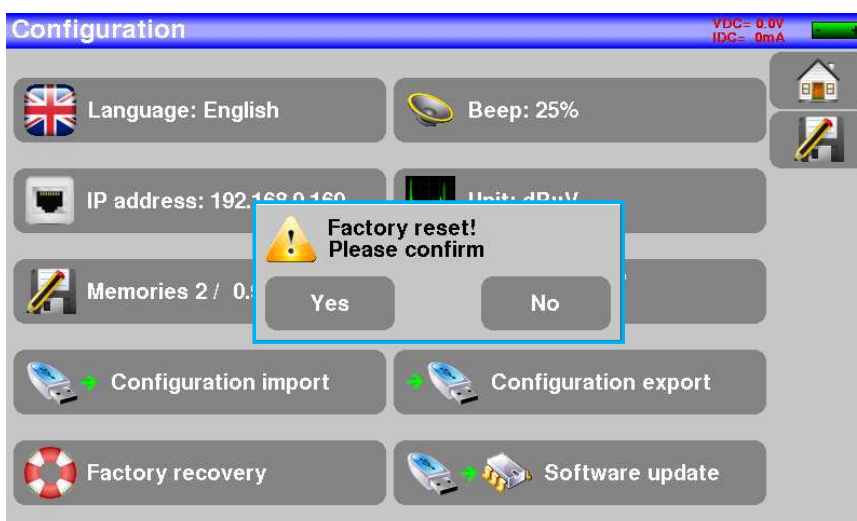 Configuration
VDC= 0.0V
IDC= 0mA
Language: English
Beep: 25%
IP address: 192.168.0.160
Unit: dBµV
Factory reset!
Please confirm
Memories 2 / 0.
Yes
No
Configuration import
Configuration export
Factory recovery
Software update